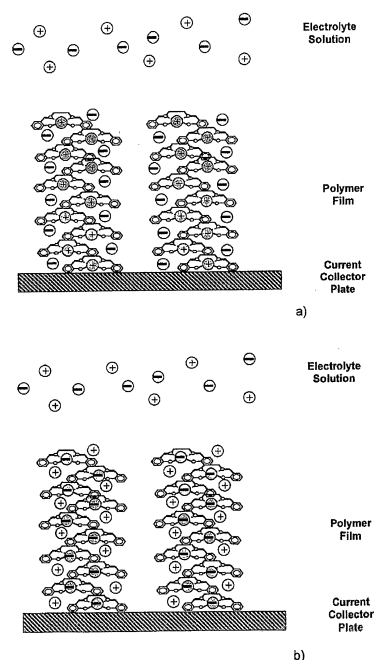 Electrolyte
Solution
Polymer
Film
Current
Collector
Plate
a)
Electrolyte
Solution
Polymer
Film
Current
Collector
Plate
b)